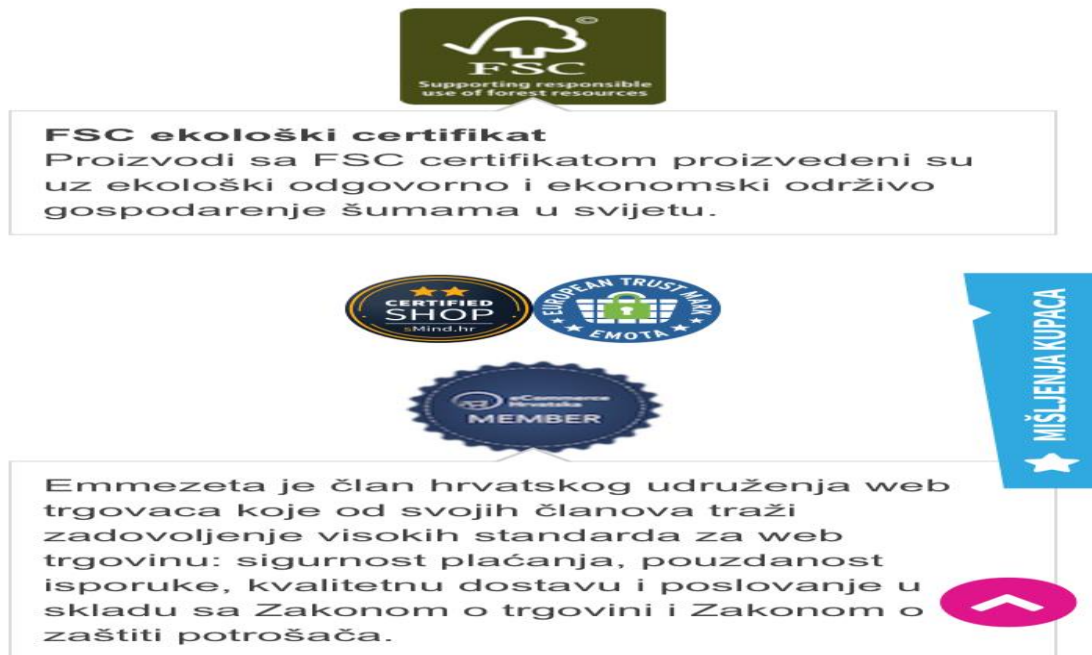 ©
FSC
Supporting responsible
use of forest resources
FSC ekološki certifikat
Proizvodi sa FSC certifikatom proizvedeni su
uz ekološki odgovorno i ekonomski održivo
gospodarenje šumama u svijetu.
CERTIFIED
SHOP
sMind.hr
EUROPEAN TRUST MARK
EMOTA
MIŠLJENJA KUPACA
eCommerce
Hrvatska
MEMBER
Emmezeta je član hrvatskog udruženja web
trgovaca koje od svojih članova traži
zadovoljenje visokih standarda za web
trgovinu: sigurnost plaćanja, pouzdanost
isporuke, kvalitetnu dostavu i poslovanje u
skladu sa Zakonom o trgovini i Zakonom o
zaštiti potrošača.